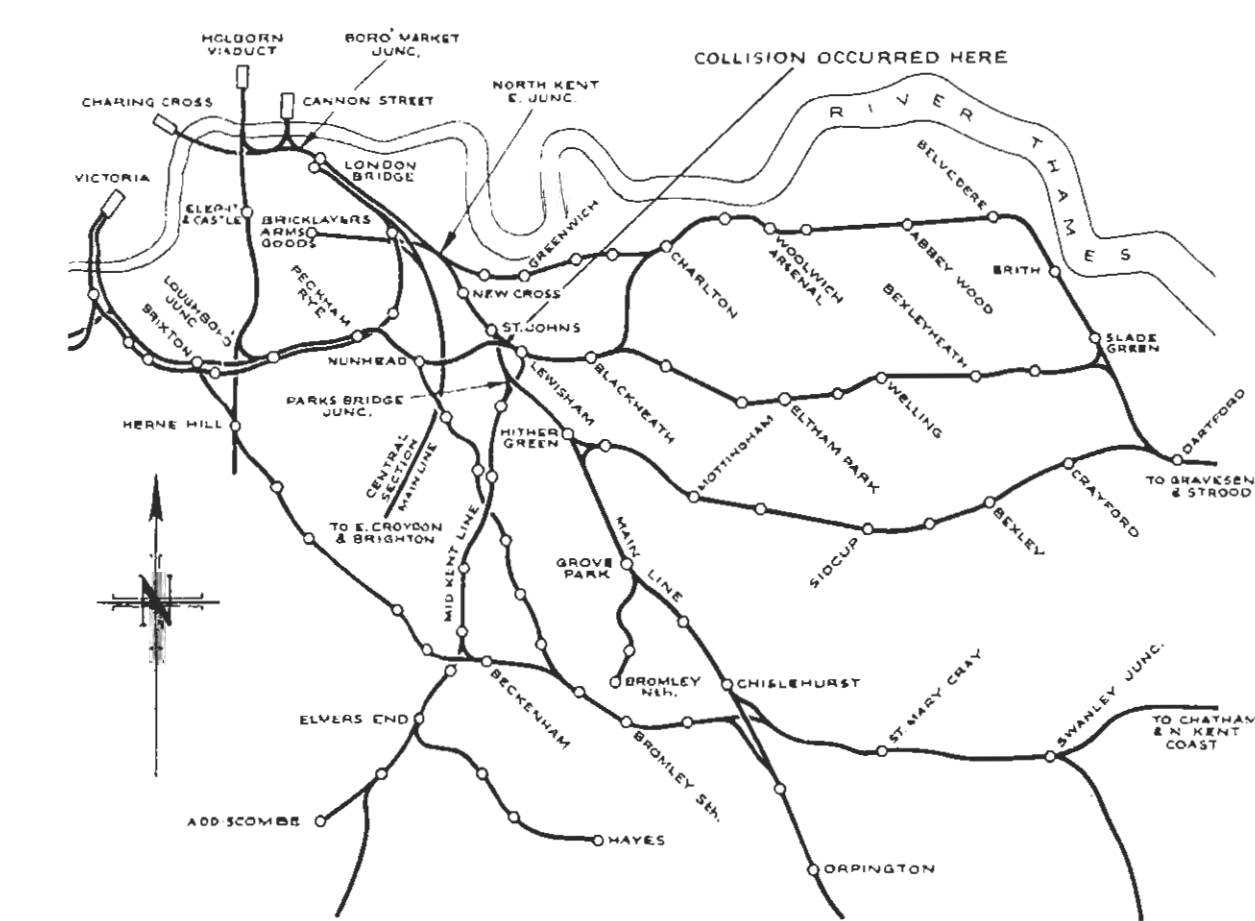 HOLBORN
VIADUCT
BORO' MARKET
JUNC.
COLLISION OCCURRED HERE
NORTH KENT
E. JUNC.
CHARING CROSS
CANNON STREET
RIVER THAMES
LONDON
BRIDGE
VICTORIA
BELVEDERE
ELEPHT
& CASTLE
BRICKLAYERS
ARMS
GOODS
GREENWICH
WOOLWICH
ARSENAL
ABBEY WOOD
CHARLTON
ERITH
LOUGHBORO'
JUNC
BRIXTON
PECKHAM
RYE
NEW CROSS
BEXLEYHEATH
ST. JOHNS
SLADE
GREEN
NUNHEAD
LEWISHAM
BLACKHEATH
WELLING
PARKS BRIDGE
JUNC.
HERNE HILL
HITHER
GREEN
MOTTINGHAM
ELTHAM PARK
DARTFORD
CENTRAL
SECTION
MAIN LINE
CRAYFORD
TO GRAVESEN
& STROOD
TO E. CROYDON
& BRIGHTON
MID KENT LINE
MAIN LINE
SIDCUP
BEXLEY
GROVE
PARK
N
BECKENHAM
BROMLEY
Nth.
CHISLEHURST
ST. MARY CRAY
SWANLEY JUNC.
ELMERS END
BROMLEY Sth.
TO CHATHAM
& N. KENT
COAST
ADDISCOMBE
HAYES
ORPINGTON